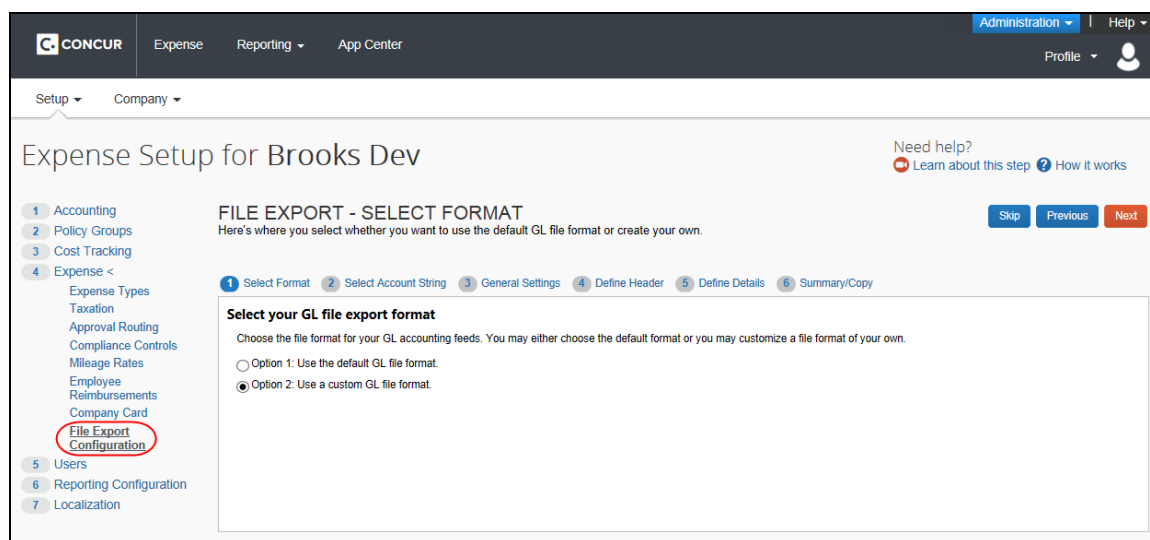 Administration | Help
C. CONCUR Expense Reporting App Center
Profile
Setup Company
Expense Setup for Brooks Dev
Need help?
Learn about this step ? How it works
1 Accounting
2 Policy Groups
3 Cost Tracking
4 Expense <
Expense Types
Taxation
Approval Routing
Compliance Controls
Mileage Rates
Employee
Reimbursements
Company Card
File Export
Configuration
5 Users
6 Reporting Configuration
7 Localization
FILE EXPORT - SELECT FORMAT
Here's where you select whether you want to use the default GL file format or create your own.
Skip Previous Next
1 Select Format 2 Select Account String 3 General Settings 4 Define Header 5 Define Details 6 Summary/Copy
Select your GL file export format
Choose the file format for your GL accounting feeds. You may either choose the default format or you may customize a file format of your own.
Option 1: Use the default GL file format.
Option 2: Use a custom GL file format.